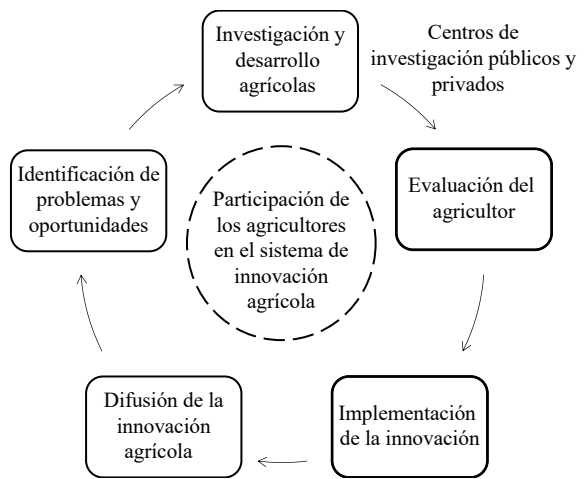 Investigación y
desarrollo
agrícolas
Centros de
investigación públicos y
privados
Identificación de
problemas y
oportunidades
Participación de
los agricultores
en el sistema de
innovación
agrícola
Evaluación del
agricultor
Difusión de la
innovación
agrícola
Implementación
de la innovación